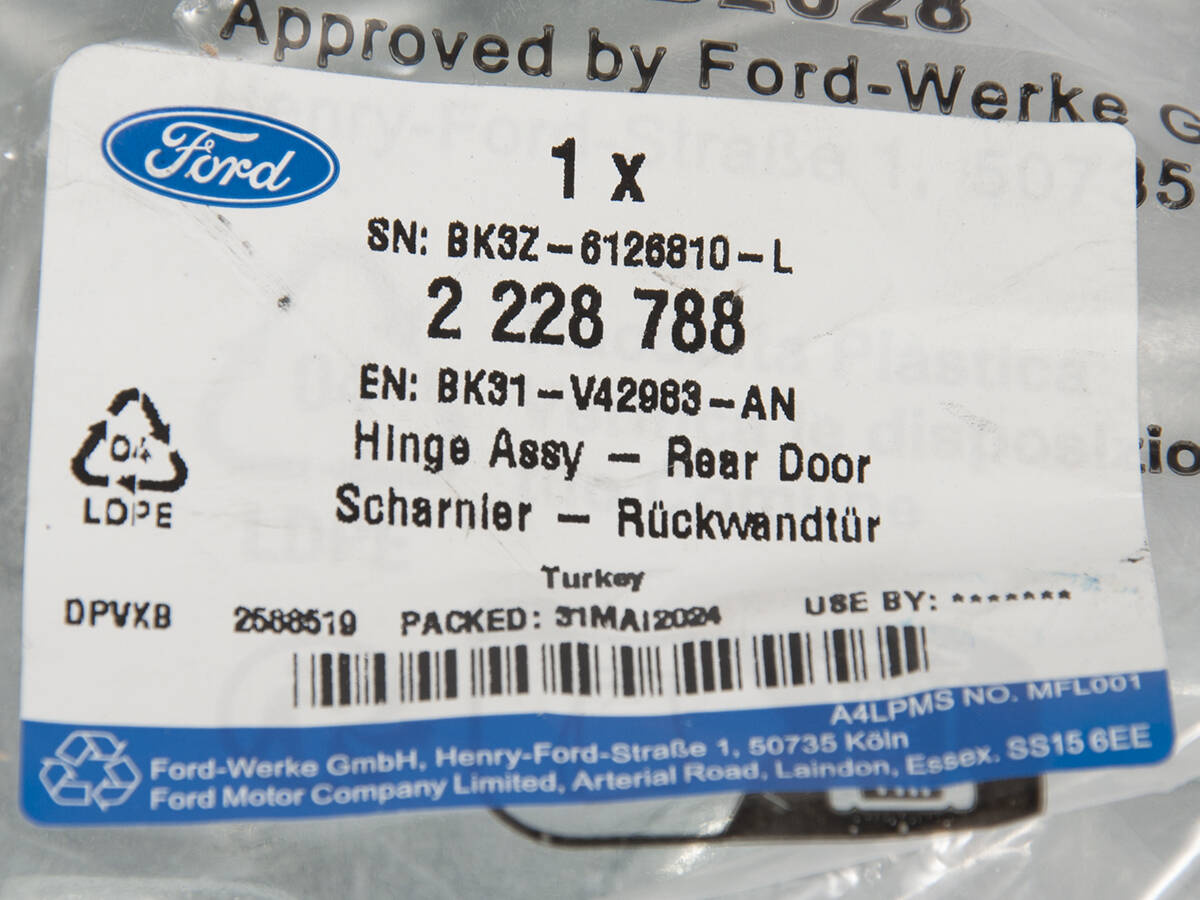 Approved by Ford-Werke G
Ford
1 x
SN: BK3Z-6126810-L
2 228 788
EN: BK31-V42983-AN
Hinge Assy - Rear Door
Scharnier - Rückwandtür
04
LDPE
Turkey
DPVXB 2588519 PACKED: 31MAI2024 USE BY: *******
A4LPMS NO. MFL001
Ford-Werke GmbH, Henry-Ford-Straße 1, 50735 Köln
Ford Motor Company Limited, Arterial Road, Laindon, Essex. SS15 6EE